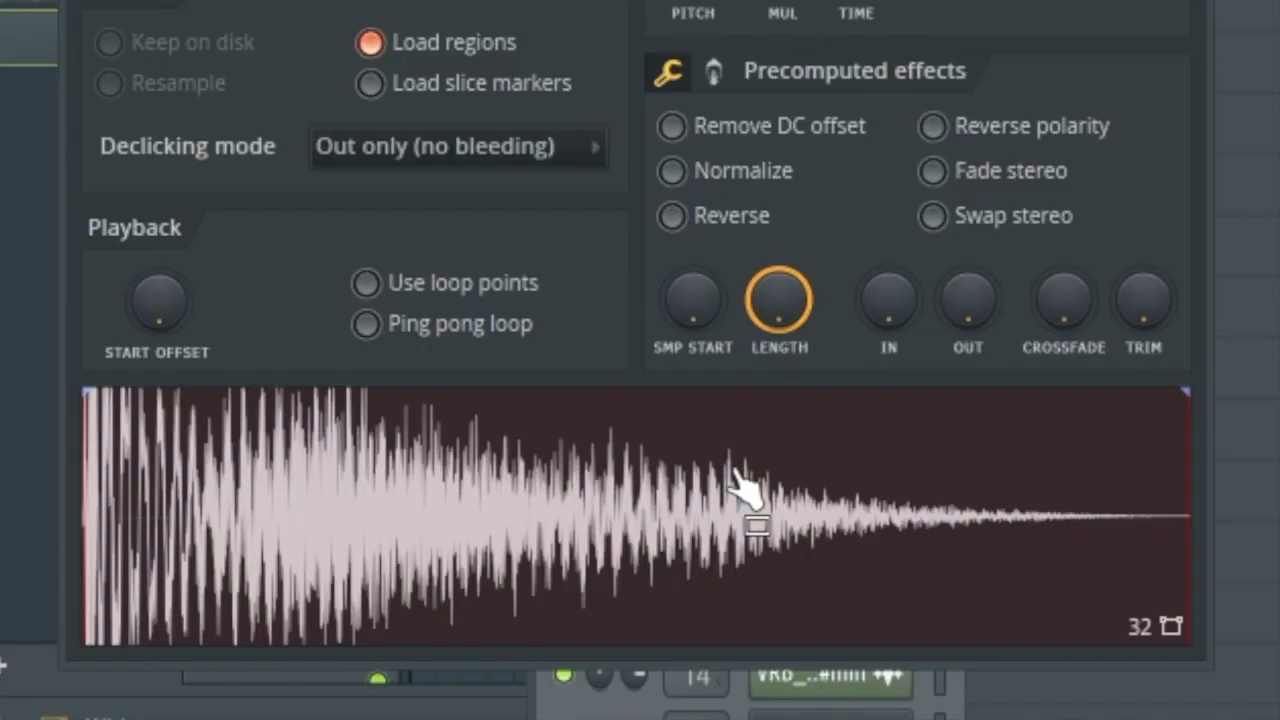 PITCH MUL TIME
Keep on disk Load regions
Resample Load slice markers
Precomputed effects
Declicking mode Out only (no bleeding)
Remove DC offset Reverse polarity
Normalize Fade stereo
Reverse Swap stereo
Playback
Use loop points
Ping pong loop
START OFFSET
SMP START LENGTH IN OUT CROSSFADE TRIM
32
14